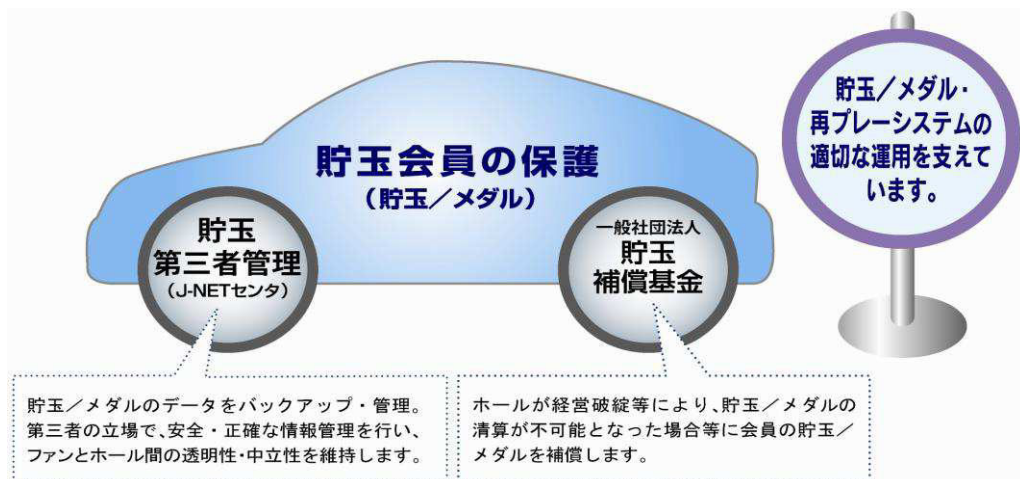 貯玉会員の保護
(貯玉／メダル)
貯玉
第三者管理
(J-NETセンタ)
一般社団法人
貯玉
補償基金
貯玉／メダル・
再プレーシステムの
適切な運用を支えて
います。
貯玉／メダルのデータをバックアップ・管理。
第三者の立場で、安全・正確な情報管理を行い、
ファンとホール間の透明性・中立性を維持します。
ホールが経営破綻等により、貯玉／メダルの
清算が不可能となった場合等に会員の貯玉／
メダルを補償します。